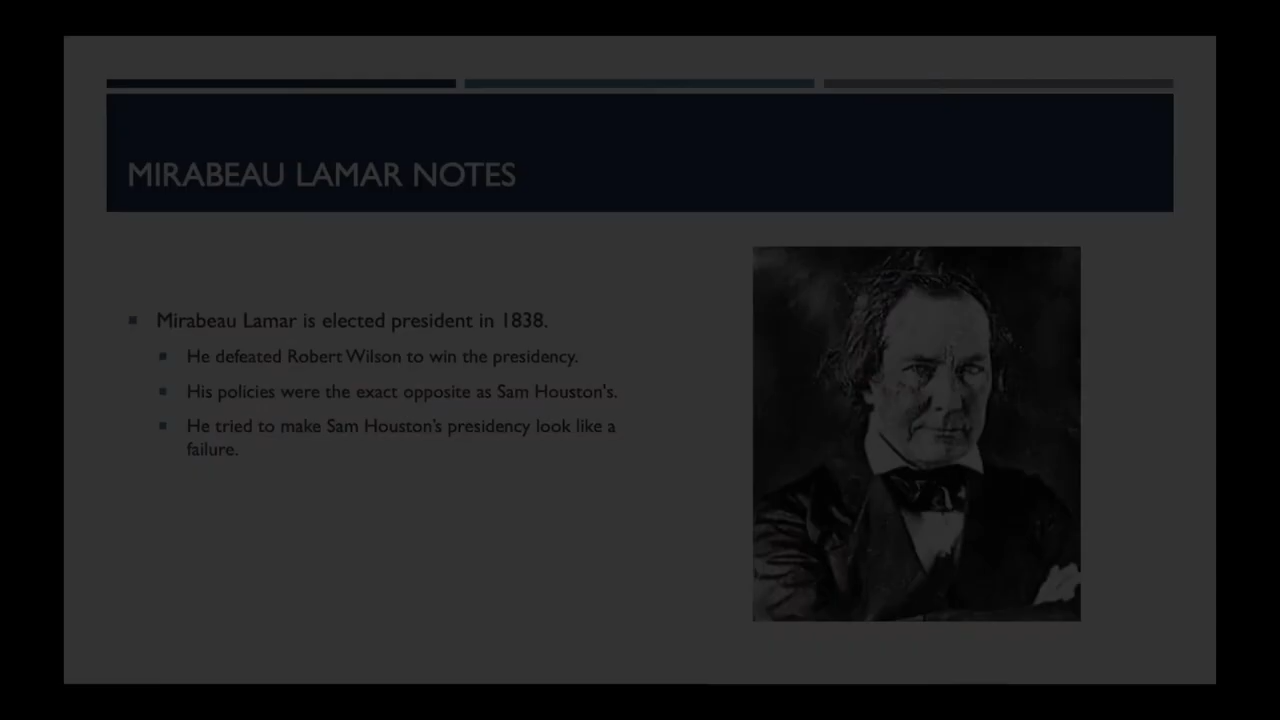 MIRABEAU LAMAR NOTES
Mirabeau Lamar is elected president in 1838.
He defeated Robert Wilson to win the presidency.
His policies were the exact opposite as Sam Houston's.
He tried to make Sam Houston’s presidency look like a
failure.